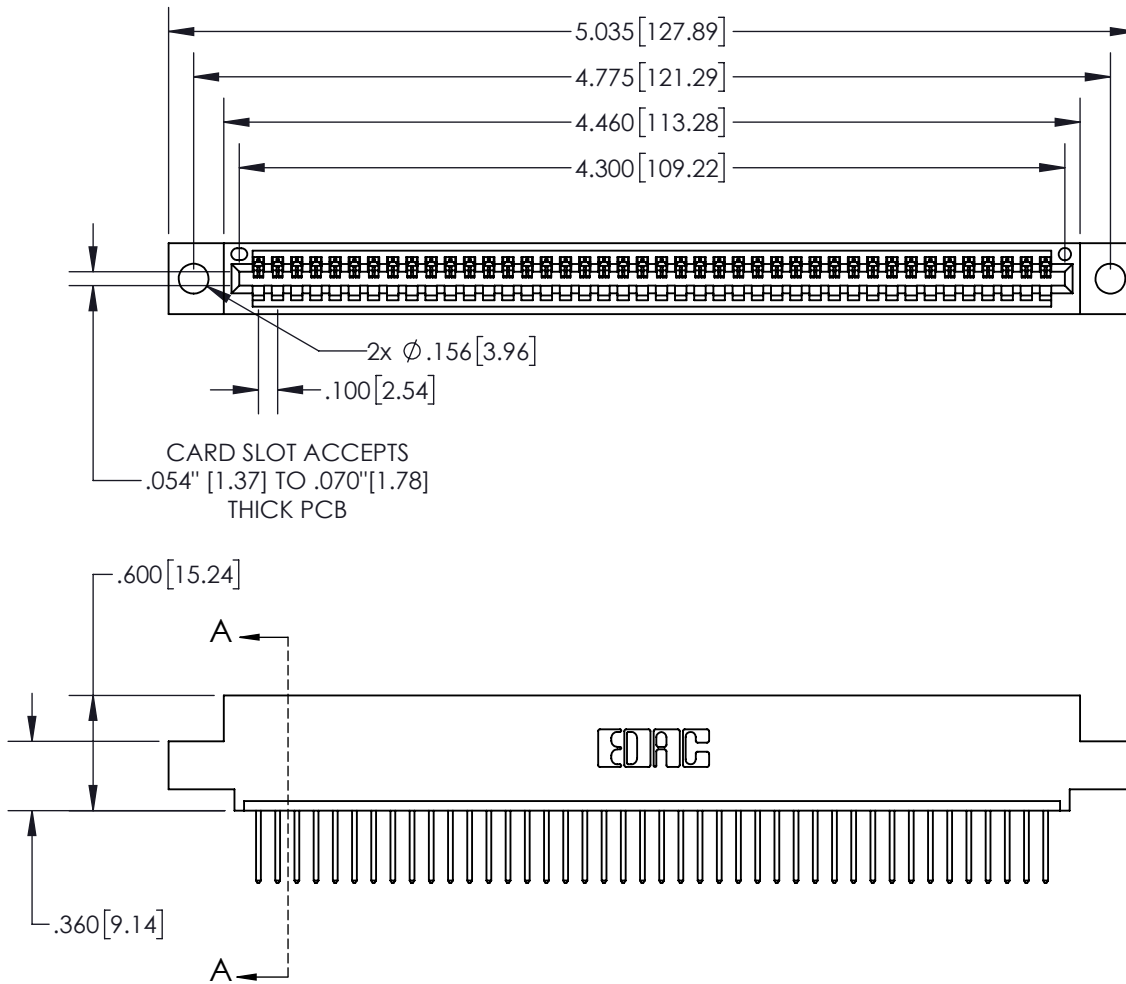 5.035[127.89]
4.775[121.29]
4.460[113.28]
4.300[109.22]
2x Ø.156[3.96]
.100[2.54]
CARD SLOT ACCEPTS
.054" [1.37] TO .070"[1.78]
THICK PCB
.600[15.24]
A
EDAC
.360[9.14]
A